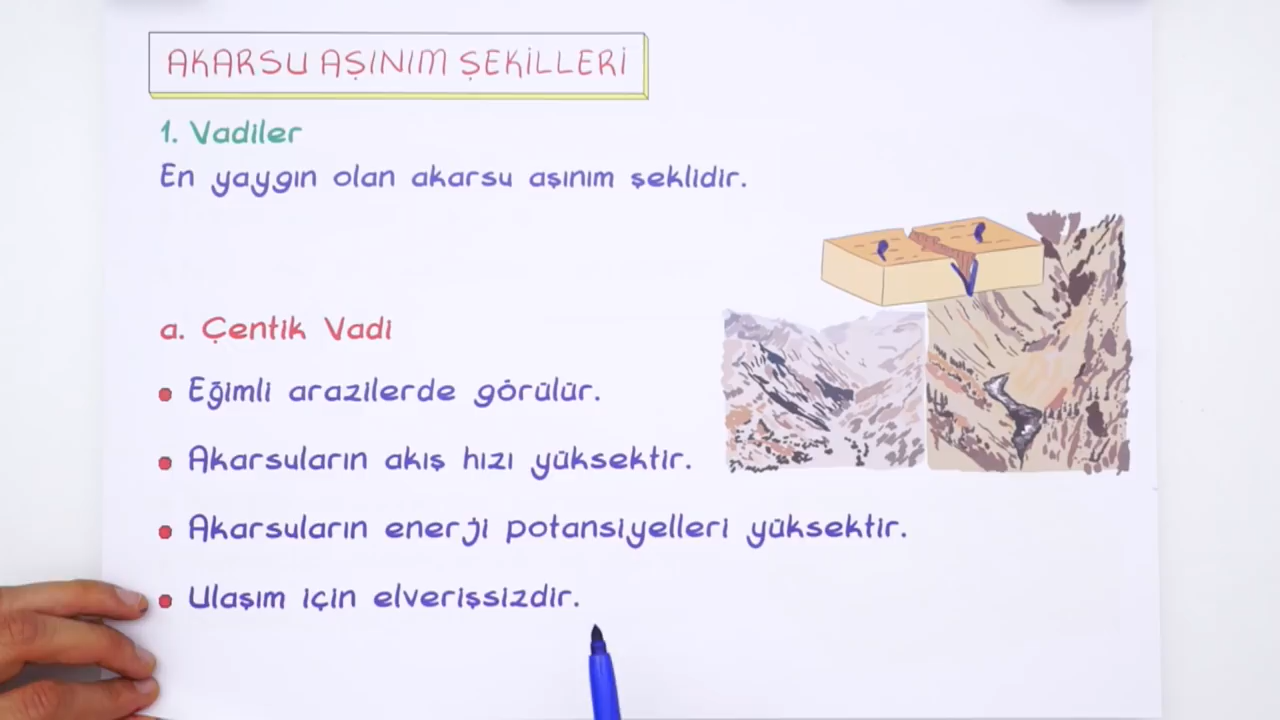 AKARSU AŞINIM ŞEKİLLERİ
1. Vadiler
En yaygın olan akarsu aşınım şeklidir.
a. Çentik Vadi
• Eğimli arazilerde görülür.
• Akarsuların akış hızı yüksektir.
• Akarsuların enerji potansiyelleri yüksektir.
• Ulaşım için elverişsizdir.